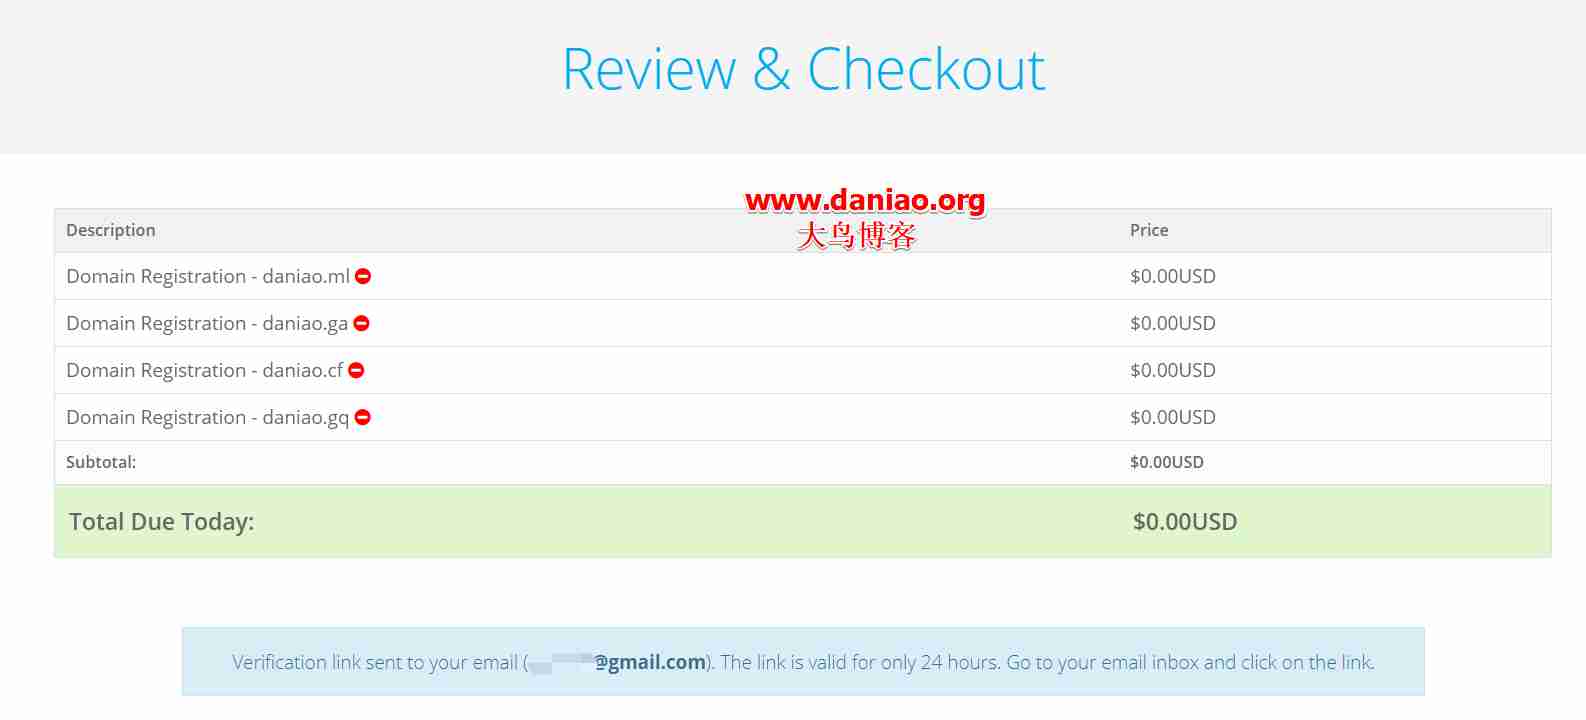 Review & Checkout
www.daniao.org
大鸟博客
Description Price
Domain Registration - daniao.ml $0.00USD
Domain Registration - daniao.ga $0.00USD
Domain Registration - daniao.cf $0.00USD
Domain Registration - daniao.gq $0.00USD
Subtotal: $0.00USD
Total Due Today: $0.00USD
Verification link sent to your email ( @gmail.com). The link is valid for only 24 hours. Go to your email inbox and click on the link.